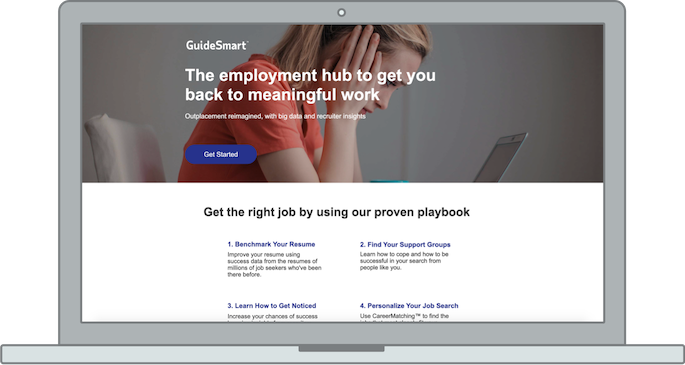 GuideSmart
The employment hub to get you
back to meaningful work
Outplacement reimagined, with big data and recruiter insights
Get Started
Get the right job by using our proven playbook
1. Benchmark Your Resume
Improve your resume using
success data from the resumes of
millions of job seekers who've been
there before.
2. Find Your Support Groups
Learn how to cope and how to be
successful in your search from
people like you.
3. Learn How to Get Noticed
Increase your chances of success
4. Personalize Your Job Search
Use CareerMatching™ to find the